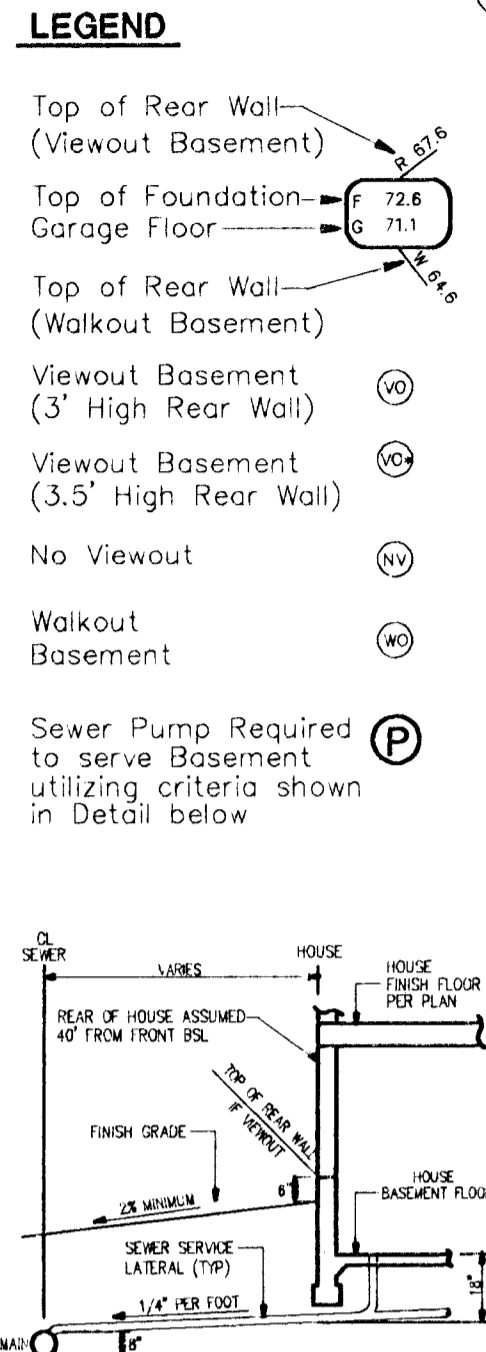 LEGEND
Top of Rear Wall
(Viewout Basement)
R 67.6
Top of Foundation
F 72.6
Garage Floor
G 71.1
Top of Rear Wall
(Walkout Basement)
W 64.6
Viewout Basement
(3' High Rear Wall)
VO
Viewout Basement
(3.5' High Rear Wall)
VO*
No Viewout
NV
Walkout
Basement
WO
Sewer Pump Required
to serve Basement
utilizing criteria shown
in Detail below
P
CL
SEWER
VARIES
HOUSE
HOUSE
FINISH FLOOR
PER PLAN
REAR OF HOUSE ASSUMED
40' FROM FRONT BSL
TOP OF REAR WALL
IF VIEWOUT
FINISH GRADE
6"
2% MINIMUM
HOUSE
BASEMENT FLOO
SEWER SERVICE
LATERAL (TYP)
1/4" PER FOOT
18"
MAIN
8"